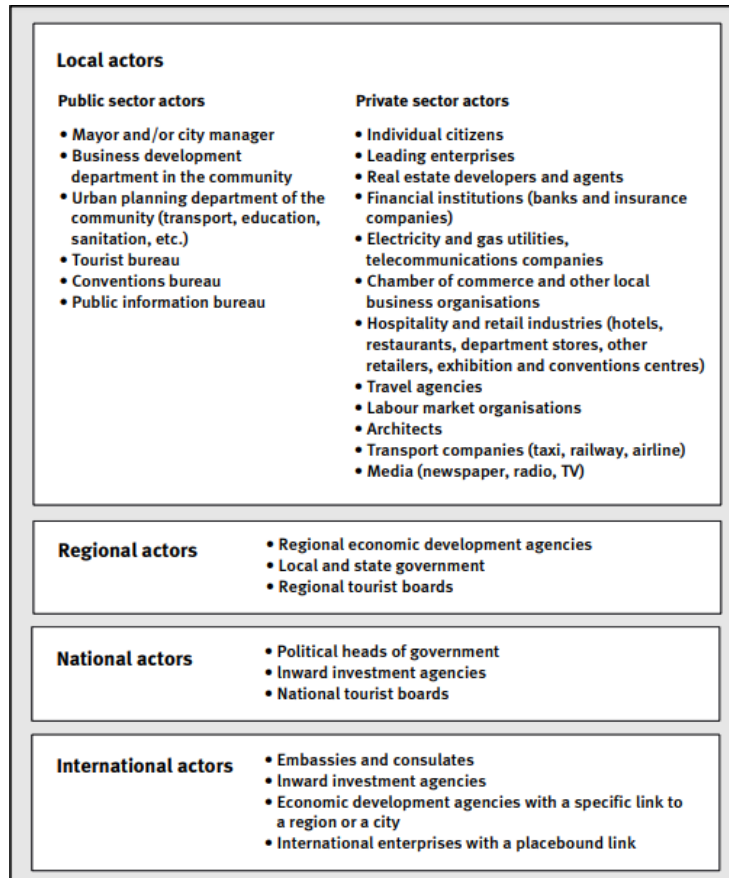 Local actors
Public sector actors
• Mayor and/or city manager
• Business development
department in the community
• Urban planning department of the
community (transport, education,
sanitation, etc.)
• Tourist bureau
• Conventions bureau
• Public information bureau
Private sector actors
• Individual citizens
• Leading enterprises
• Real estate developers and agents
• Financial institutions (banks and insurance
companies)
• Electricity and gas utilities,
telecommunications companies
• Chamber of commerce and other local
business organisations
• Hospitality and retail industries (hotels,
restaurants, department stores, other
retailers, exhibition and conventions centres)
• Travel agencies
• Labour market organisations
• Architects
• Transport companies (taxi, railway, airline)
• Media (newspaper, radio, TV)
Regional actors
• Regional economic development agencies
• Local and state government
• Regional tourist boards
National actors
• Political heads of government
• Inward investment agencies
• National tourist boards
International actors
• Embassies and consulates
• Inward investment agencies
• Economic development agencies with a specific link to
a region or a city
• International enterprises with a placebound link